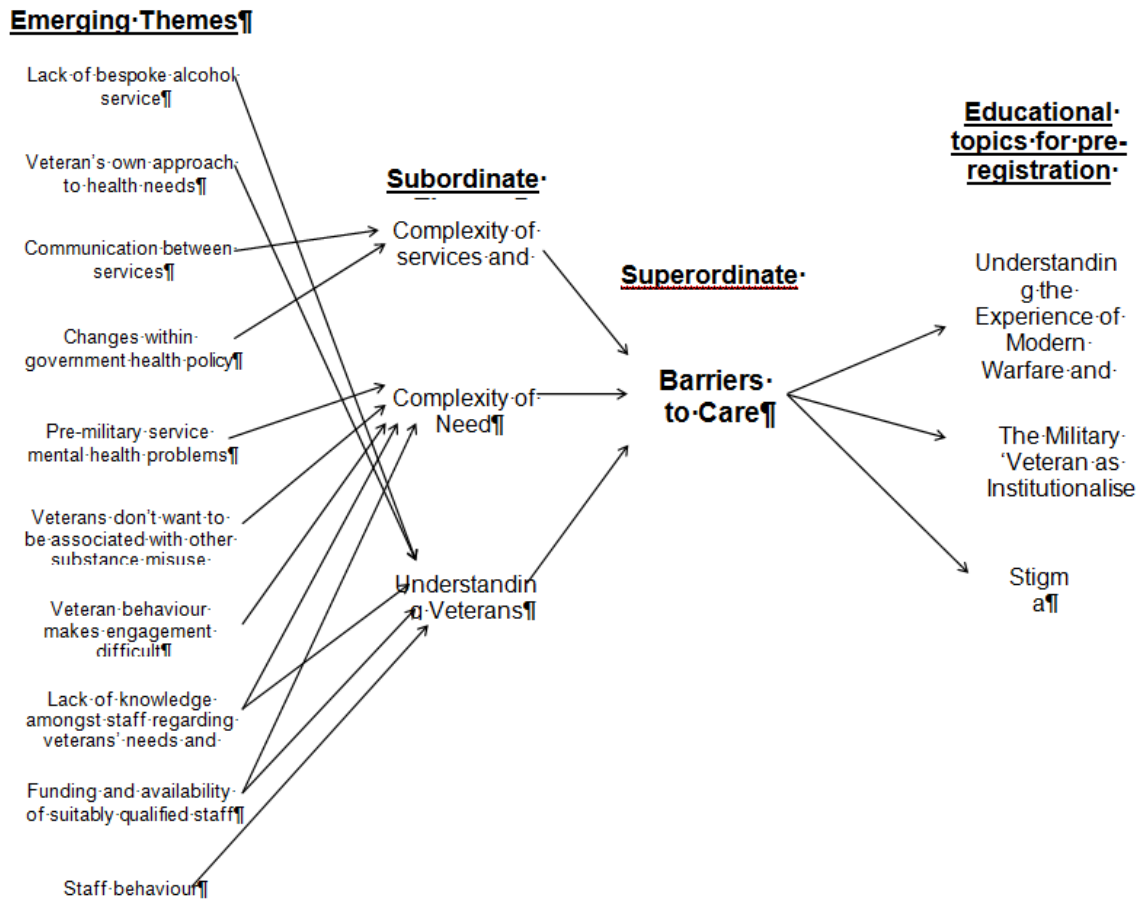 Emerging·Themes¶
Lack·of·bespoke·alcohol·
service¶
Veteran's·own·approach·
to·health·needs¶
Communication·between·
services¶
Changes·within·
government·health·policy¶
Pre-military·service·
mental·health·problems¶
Veterans·don't·want·to·
be·associated·with·other·
substance·misuse·
Veteran·behaviour·
makes·engagement·
difficult¶
Lack·of·knowledge·
amongst·staff·regarding·
veterans'·needs·and·
Funding·and·availability·
of·suitably·qualified·staff¶
Staff·behaviour¶
Subordinate·
Complexity·of·
services·and·
Complexity·of·
Need¶
Understandin
g·Veterans¶
Superordinate·
Barriers·
to·Care¶
Educational·
topics·for·pre-
registration·
Understandin
g·the·
Experience·of·
Modern·
Warfare·and·
The·Military·
‘Veteran·as·
Institutionalise
Stigm
a¶